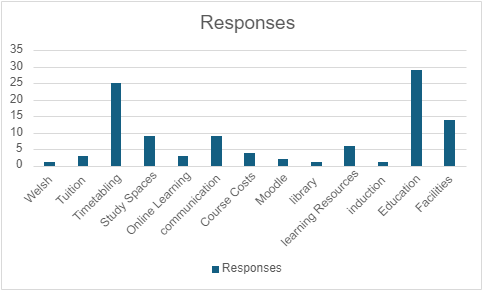 Responses
35
30
25
20
15
10
5
0
Welsh
Tuition
Timetabling
Study Spaces
Online Learning
communication
Course Costs
Moodle
library
learning Resources
induction
Education
Facilities
Responses